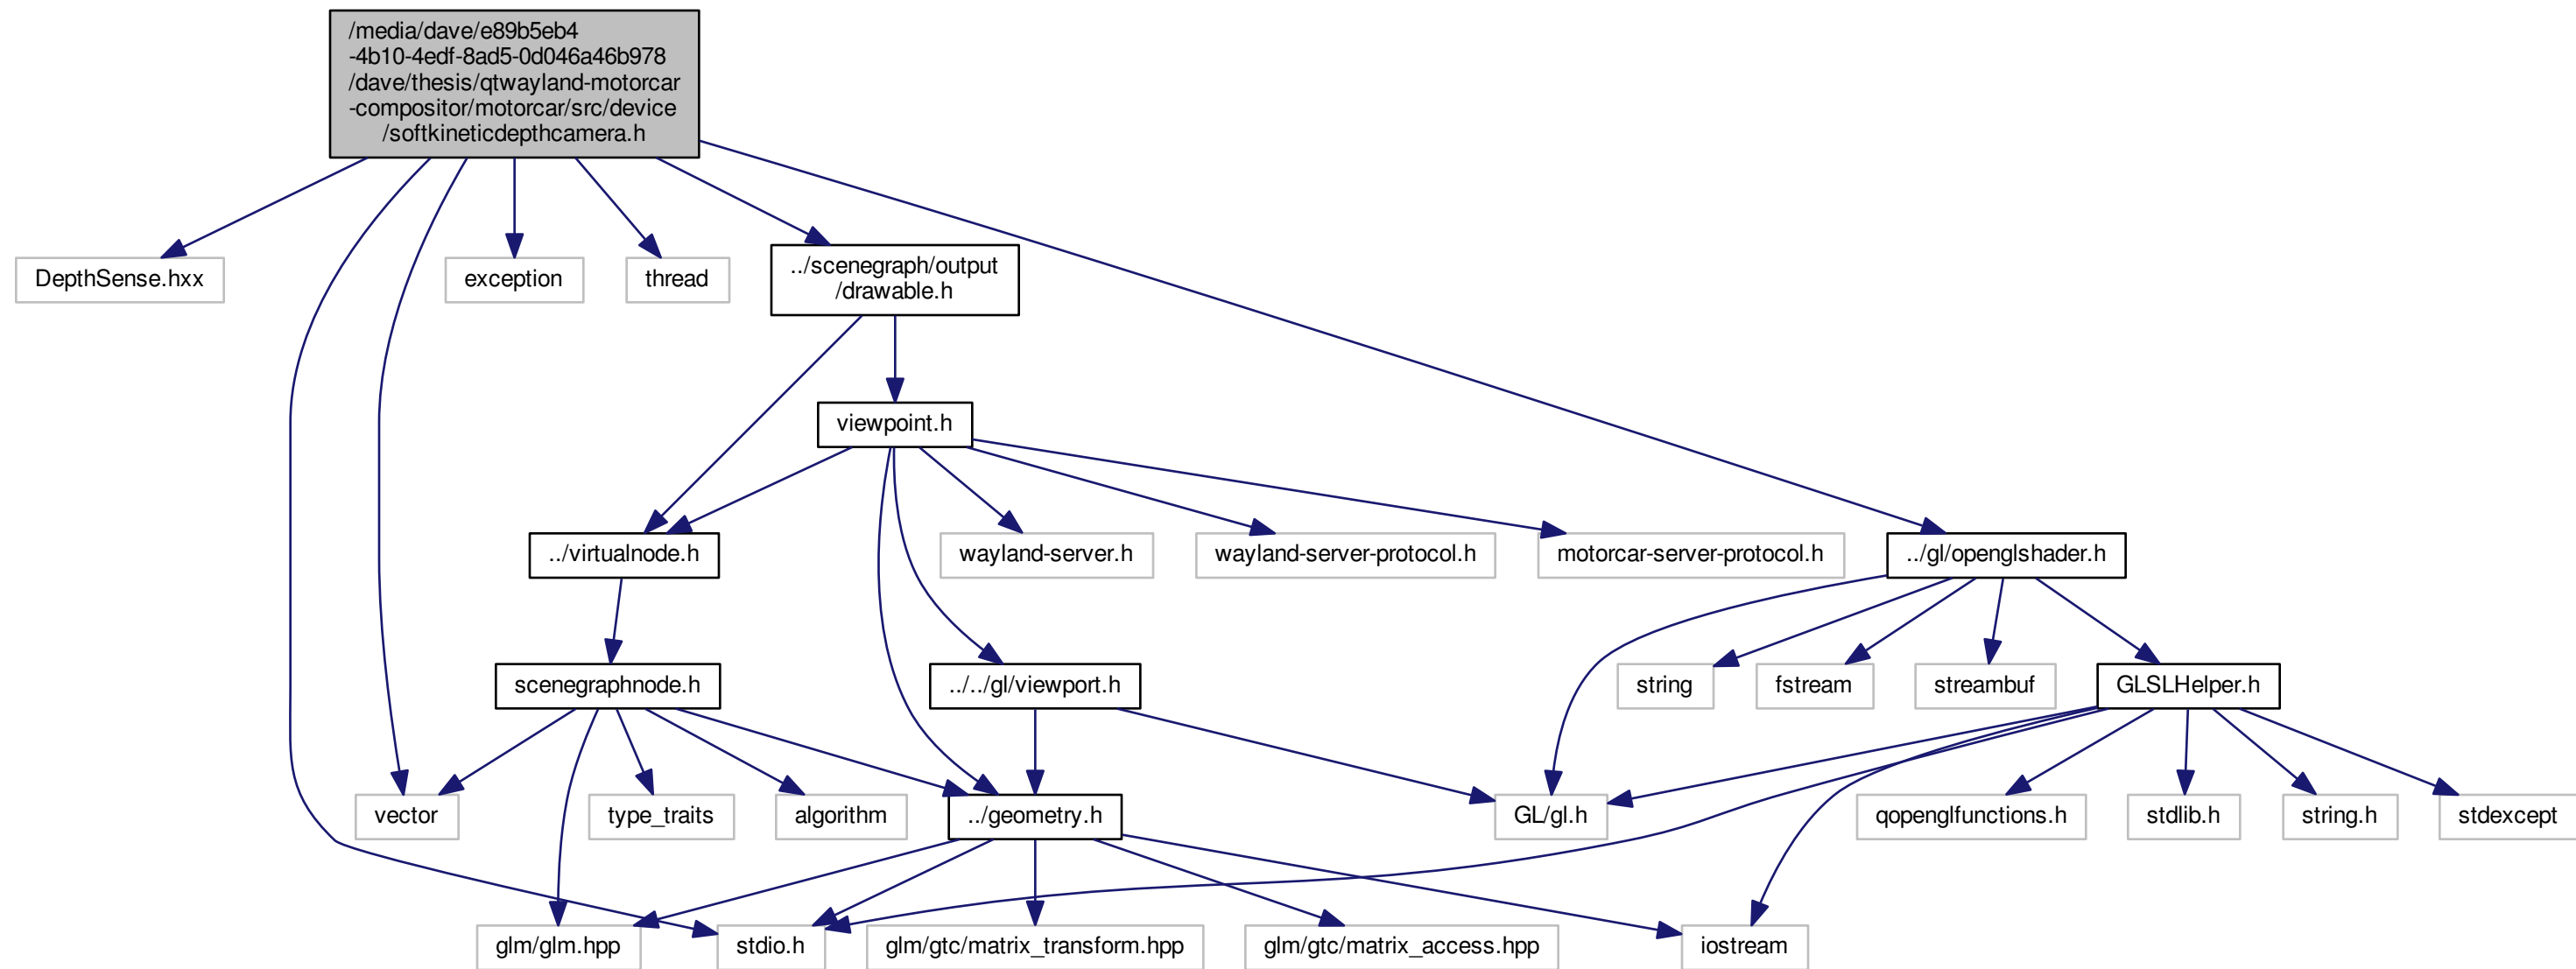 /media/dave/e89b5eb4
-4b10-4edf-8ad5-0d046a46b978
/dave/thesis/qtwayland-motorcar
-compositor/motorcar/src/device
/softkineticdepthcamera.h
DepthSense.hxx
exception
thread
../scenegraph/output
/drawable.h
viewpoint.h
../virtualnode.h
wayland-server.h
wayland-server-protocol.h
motorcar-server-protocol.h
../gl/openglshader.h
scenegraphnode.h
../../gl/viewport.h
string
fstream
streambuf
GLSLHelper.h
vector
type_traits
algorithm
../geometry.h
GL/gl.h
qopenglfunctions.h
stdlib.h
string.h
stdexcept
glm/glm.hpp
stdio.h
glm/gtc/matrix_transform.hpp
glm/gtc/matrix_access.hpp
iostream